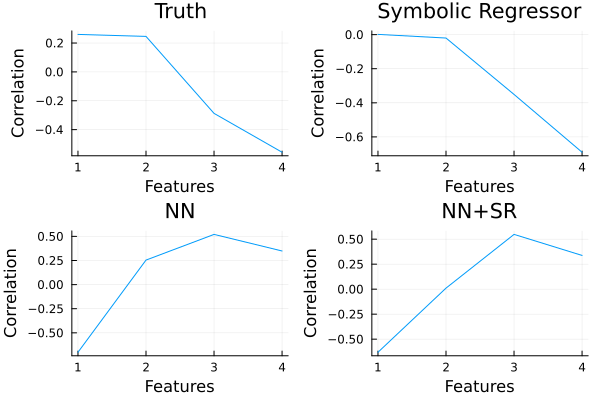 Truth
0.2
0.0
−0.2
−0.4
Correlation
1 2 3 4
Features
Symbolic Regressor
0.0
−0.2
−0.4
−0.6
Correlation
1 2 3 4
Features
NN
0.50
0.25
0.00
−0.25
−0.50
Correlation
1 2 3 4
Features
NN+SR
0.50
0.25
0.00
−0.25
−0.50
Correlation
1 2 3 4
Features